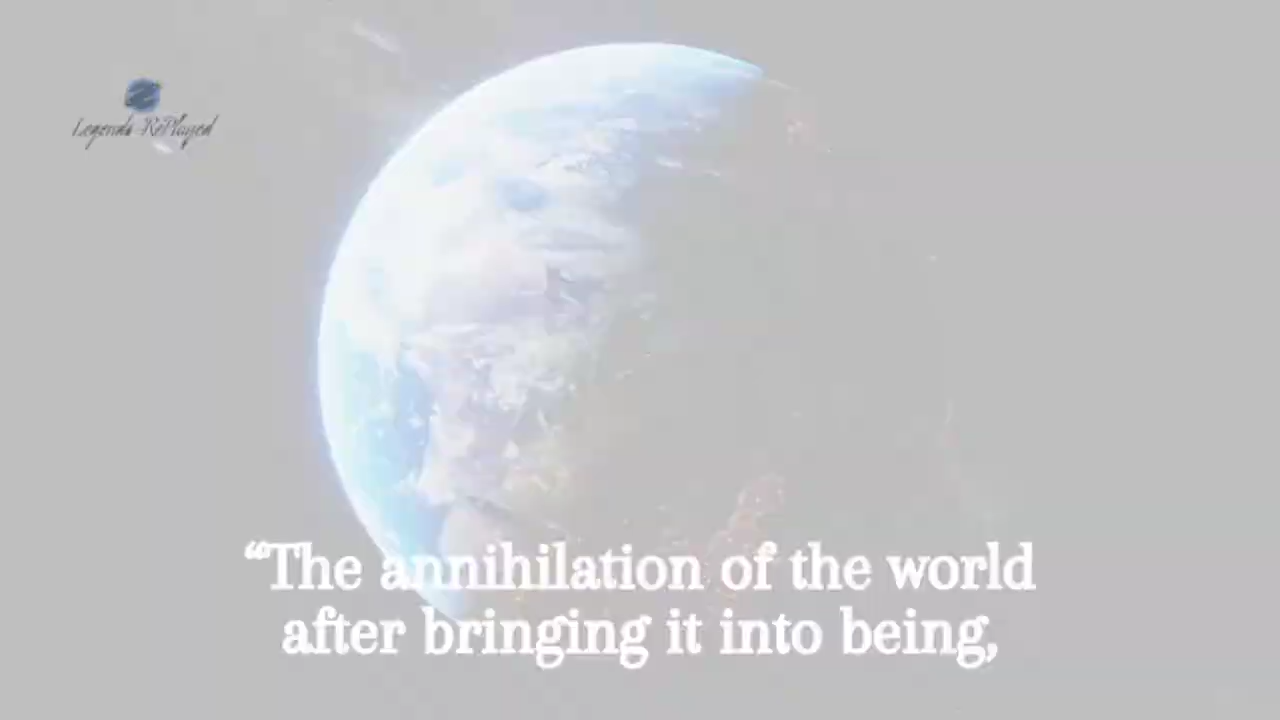 Legends RePlayed
“The annihilation of the world
after bringing it into being,